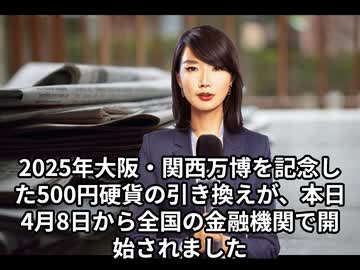 2025年大阪・関西万博を記念し
た500円硬貨の引き換えが、本日
4月8日から全国の金融機関で開
始されました